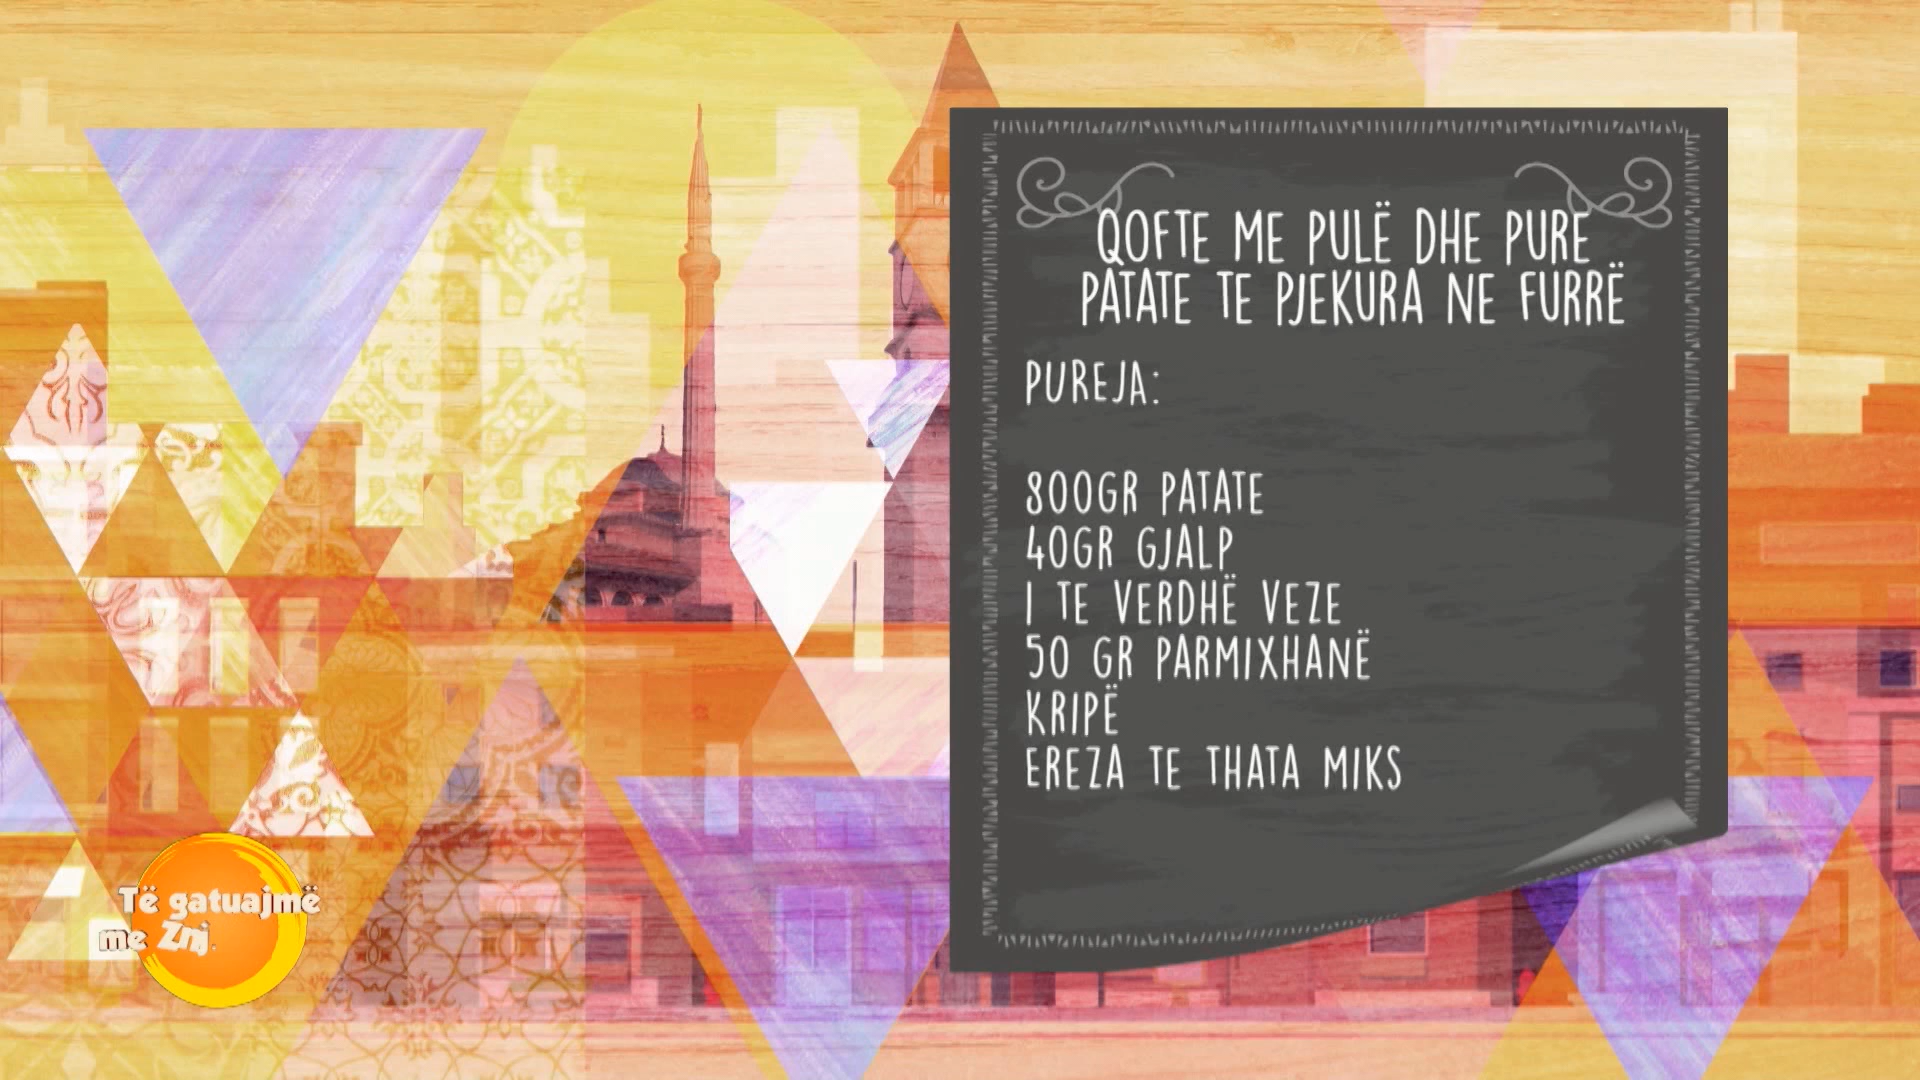 QOFTE ME PULË DHE PURE
PATATE TE PJEKURA NE FURRË
PUREJA:
800GR PATATE
40GR GJALP
1 TE VERDHË VEZE
50 GR PARMIXHANË
KRIPË
EREZA TE THATA MIKS
Të gatuajmë
me Znj.